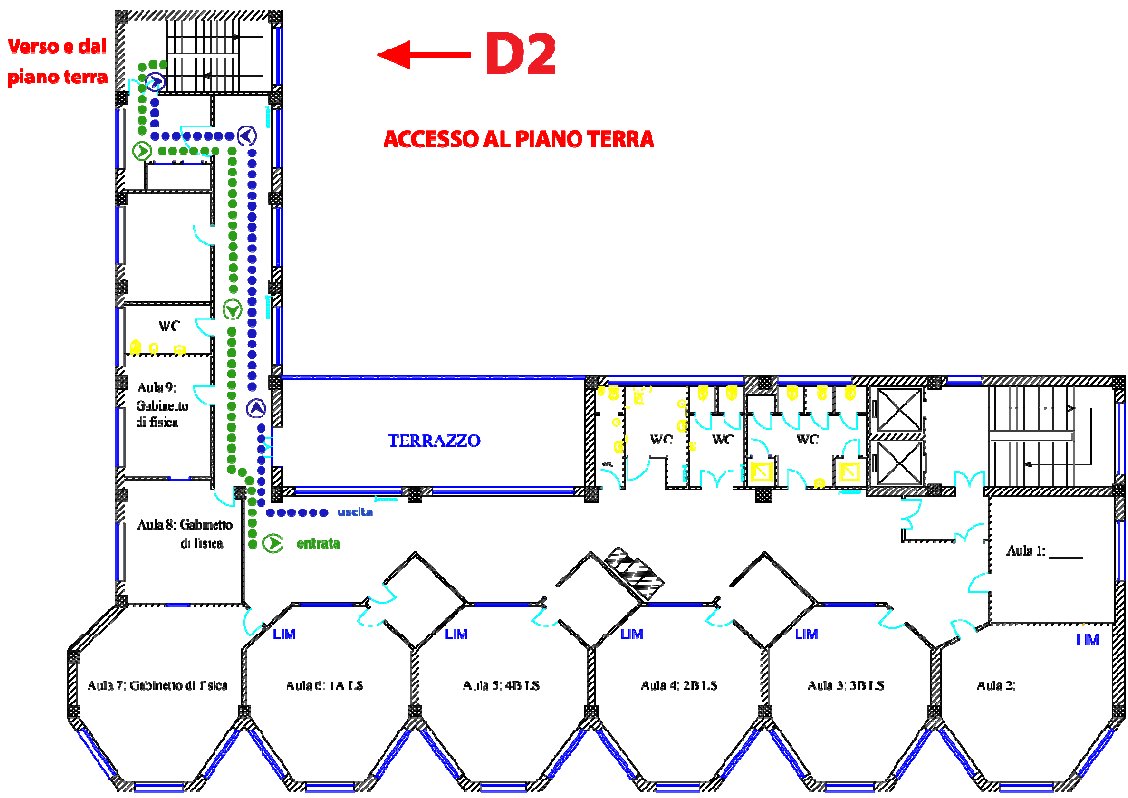 Verso e dal
piano terra
D2
ACCESSO AL PIANO TERRA
WC
Aula 9:
Gabinetto
di fisica
TERRAZZO
WC
WC
WC
Aula 8: Gabinetto
di fisica
uscita
entrata
Aula 1: _____
LIM
LIM
LIM
LIM
LIM
Aula 7: Gabinetto di fisica
Aula 6: 1A LS
Aula 5: 4B LS
Aula 4: 2B LS
Aula 3: 3B LS
Aula 2: